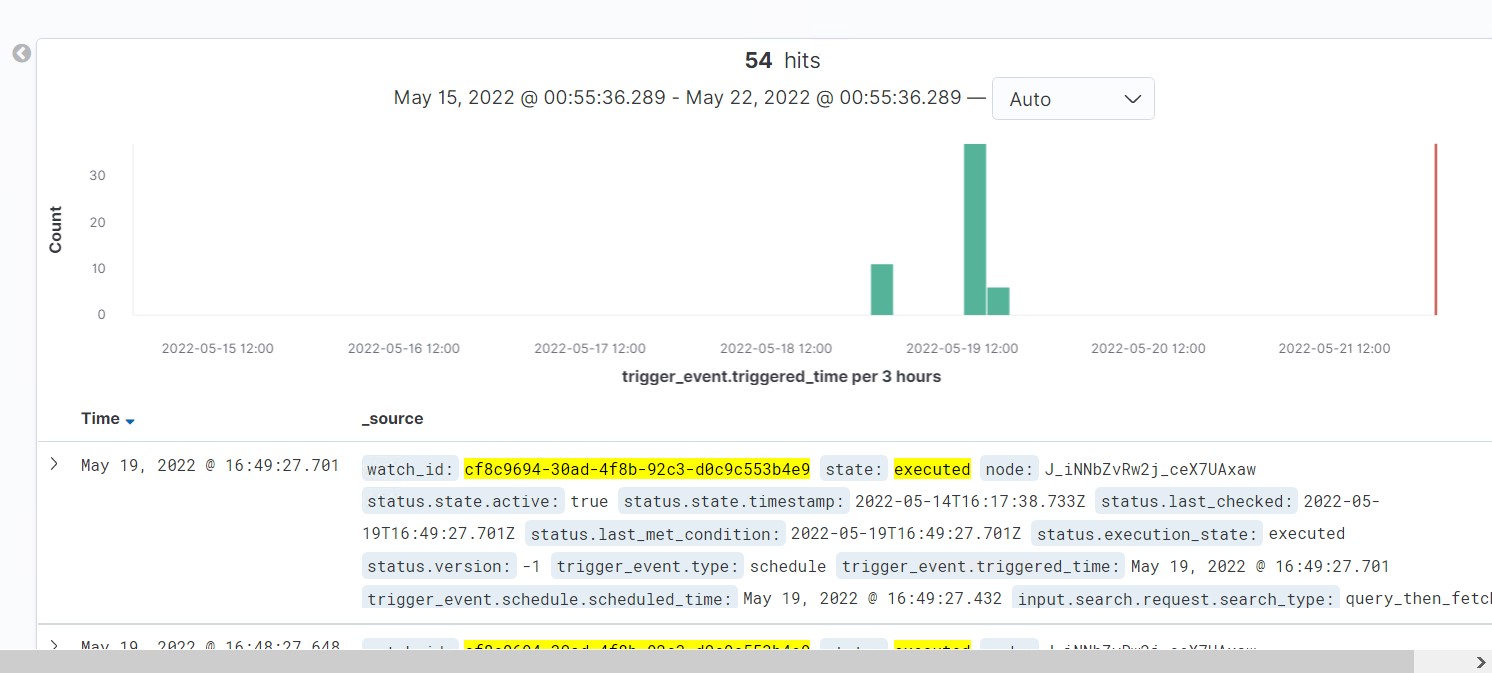 54 hits
May 15, 2022 @ 00:55:36.289 - May 22, 2022 @ 00:55:36.289 — Auto
Count
30
20
10
0
2022-05-15 12:00 2022-05-16 12:00 2022-05-17 12:00 2022-05-18 12:00 2022-05-19 12:00 2022-05-20 12:00 2022-05-21 12:00
trigger_event.triggered_time per 3 hours
Time _source
May 19, 2022 @ 16:49:27.701 watch_id: cf8c9694-30ad-4f8b-92c3-d0c9c553b4e9 state: executed node: J_iNNbZvRw2j_ceX7UAxaw
status.state.active: true status.state.timestamp: 2022-05-14T16:17:38.733Z status.last_checked: 2022-05-
19T16:49:27.701Z status.last_met_condition: 2022-05-19T16:49:27.701Z status.execution_state: executed
status.version: -1 trigger_event.type: schedule trigger_event.triggered_time: May 19, 2022 @ 16:49:27.701
trigger_event.schedule.scheduled_time: May 19, 2022 @ 16:49:27.432 input.search.request.search_type: query_then_fetc
May 19, 2022 @ 16:48:27.648 cf8c9694-30ad-4f8b-92c3-d0c9c553b4e9 executed J_iNNbZvRw2j_ceX7UAxaw